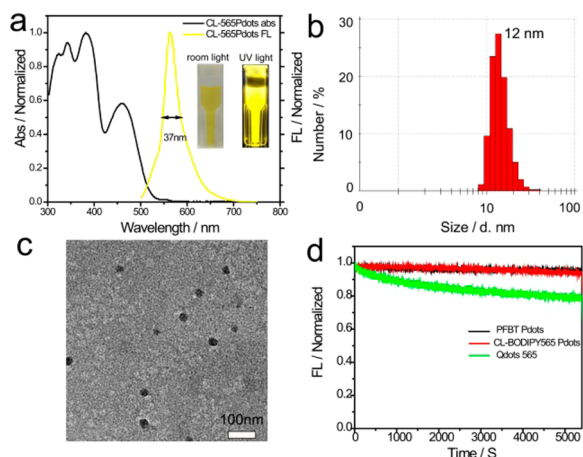 a
CL-565Pdots abs
CL-565Pdots FL
room light
UV light
37nm
1.0
0.8
0.6
0.4
0.2
0.0
300
400
500
600
700
800
Abs / Normalized
FL / Normalized
Wavelength / nm
b
12 nm
30
20
10
0
0
10
100
Number / %
Size / d. nm
c
100nm
d
1.0
0.8
0.6
0.4
0.2
0.0
0
1000
2000
3000
4000
5000
PFBT Pdots
CL-BODIPY565 Pdots
Qdots 565
FL / Normalized
Time / S